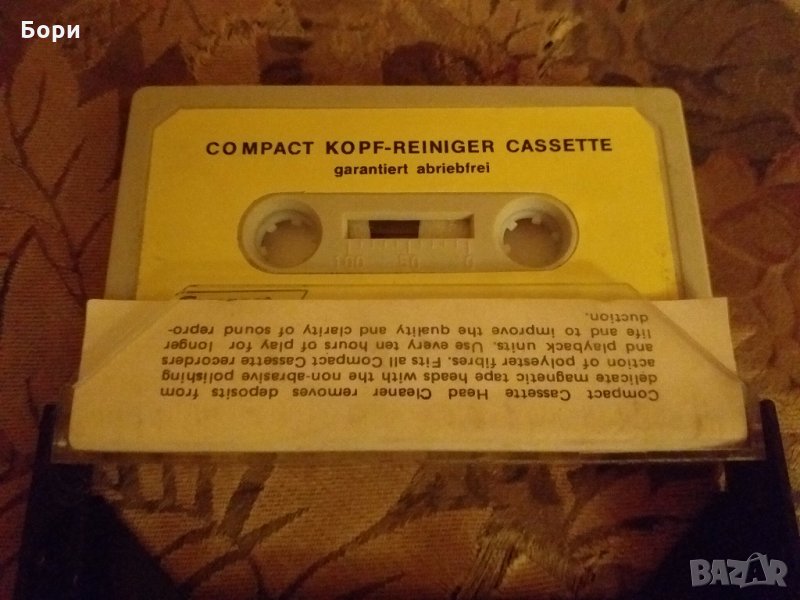 Бори
COMPACT KOPF-REINIGER CASSETTE
garantiert abriebfrei
100 50 0
Compact Cassette Head Cleaner removes deposits from
delicate magnetic tape heads with the non-abrasive polishing
action of polyester fibres. Fits all Compact Cassette recorders
and playback units. Use every ten hours of play for longer
life and to improve the quality and clarity of sound repro-
duction.
BAZAR